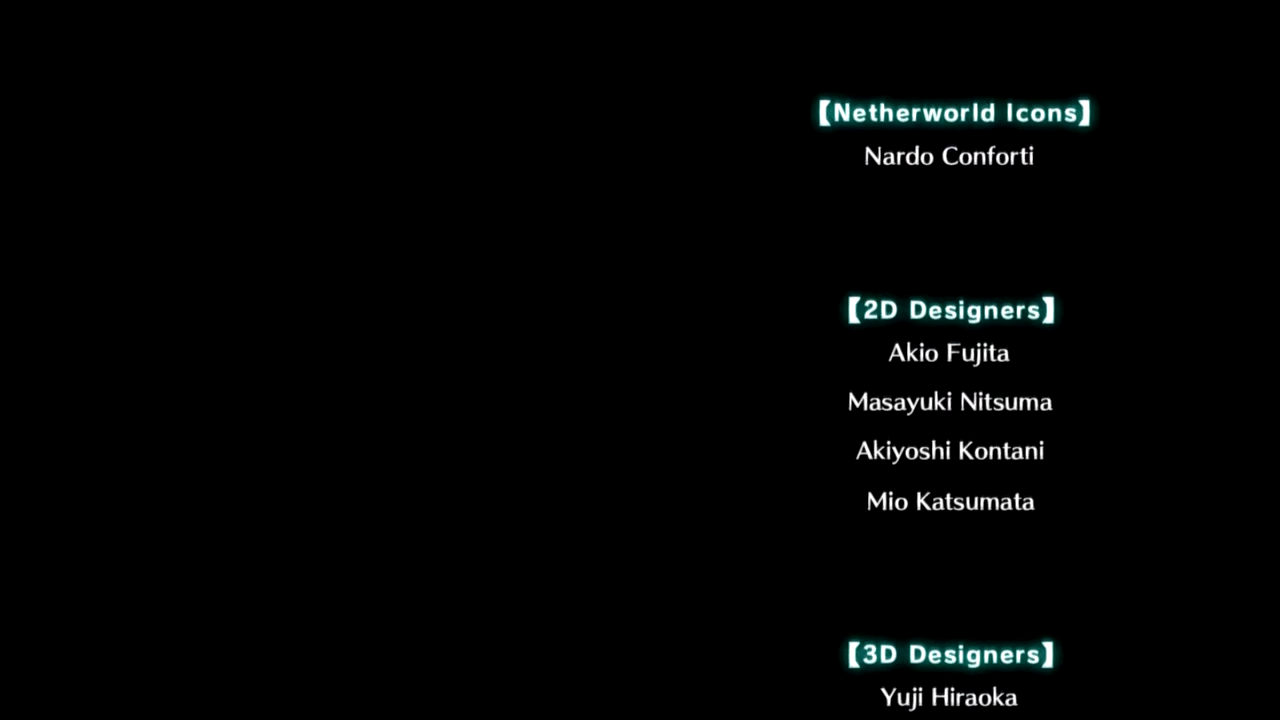 【Netherworld Icons】
Nardo Conforti
【2D Designers】
Akio Fujita
Masayuki Nitsuma
Akiyoshi Kontani
Mio Katsumata
【3D Designers】
Yuji Hiraoka